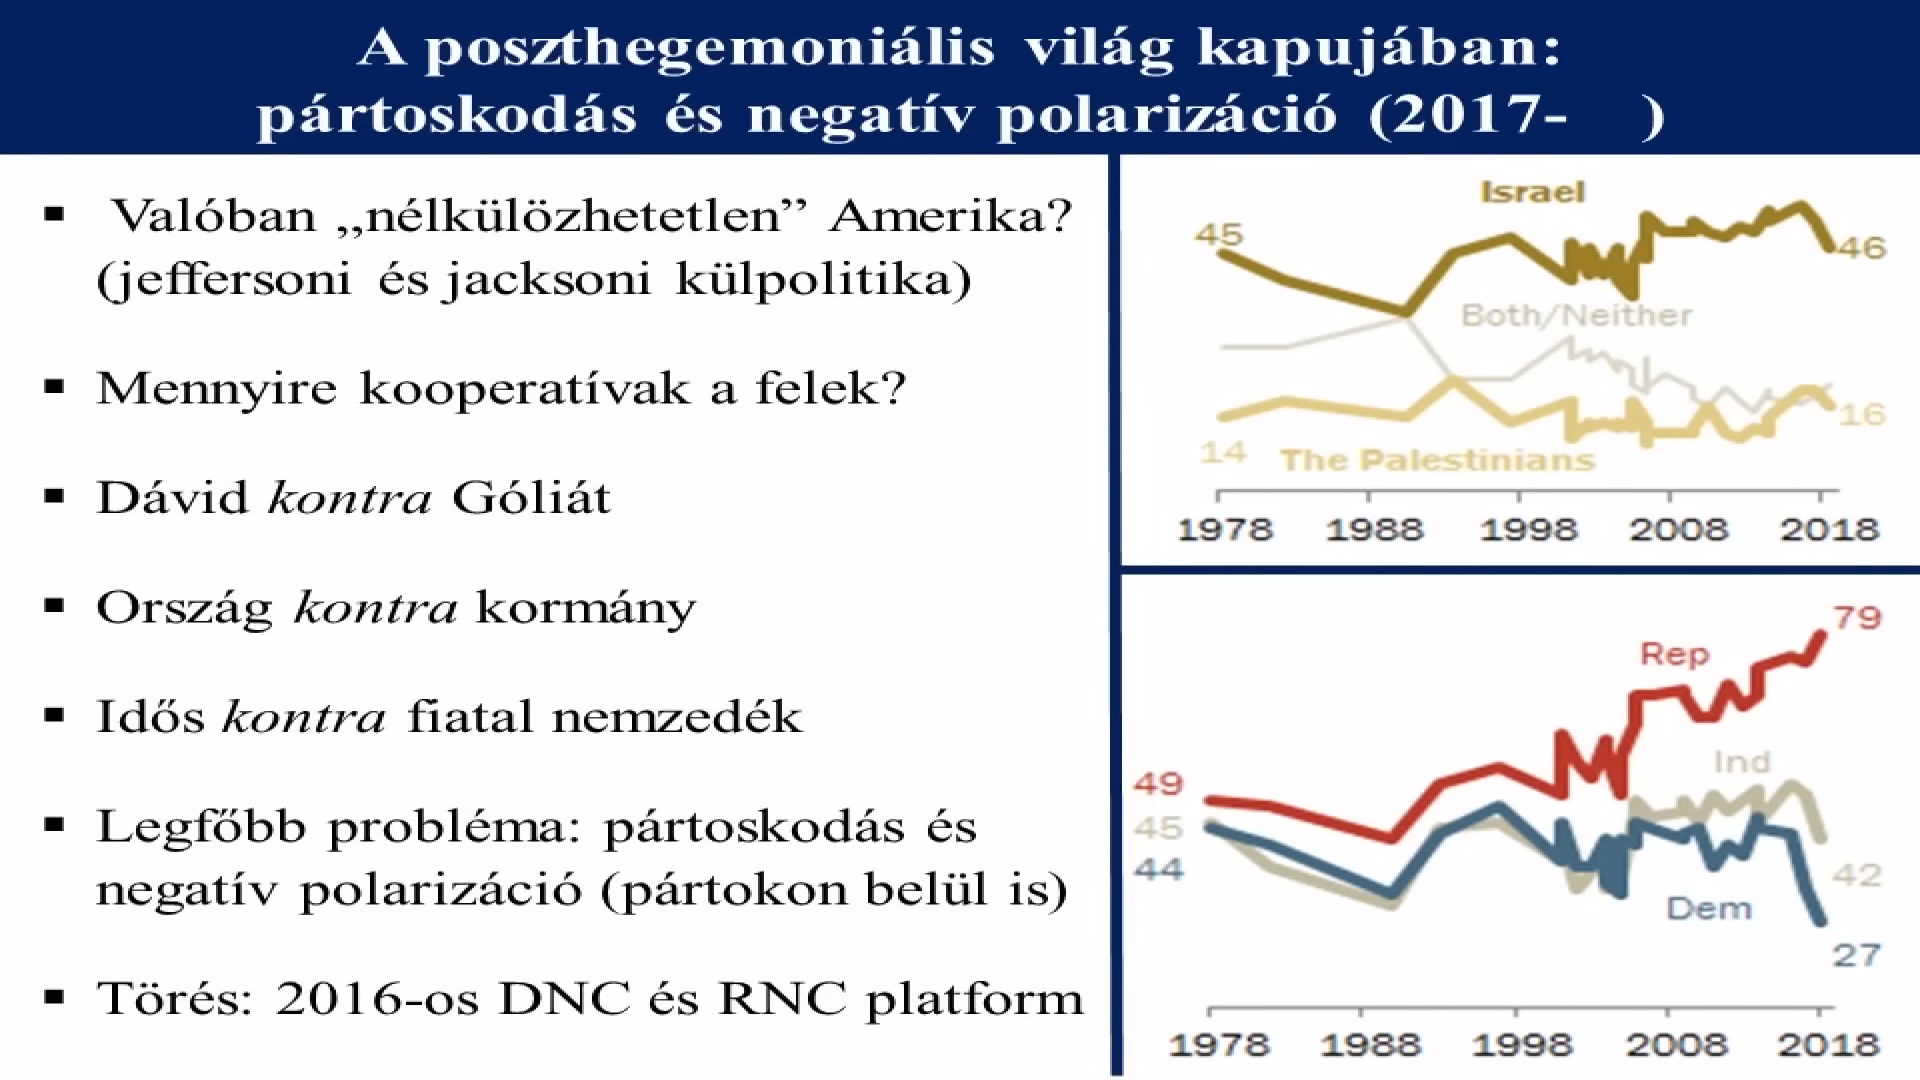 A poszthegemoniális világ kapujában:
pártoskodás és negatív polarizáció (2017- )
▪ Valóban „nélkülözhetetlen” Amerika?
(jeffersoni és jacksoni külpolitika)
▪ Mennyire kooperatívak a felek?
▪ Dávid kontra Góliát
▪ Ország kontra kormány
▪ Idős kontra fiatal nemzedék
▪ Legfőbb probléma: pártoskodás és
negatív polarizáció (pártokon belül is)
▪ Törés: 2016-os DNC és RNC platform
Israel
45
46
Both/Neither
16
14
The Palestinians
1978 1988 1998 2008 2018
79
Rep
Ind
49
45
44
42
Dem
27
1978 1988 1998 2008 2018